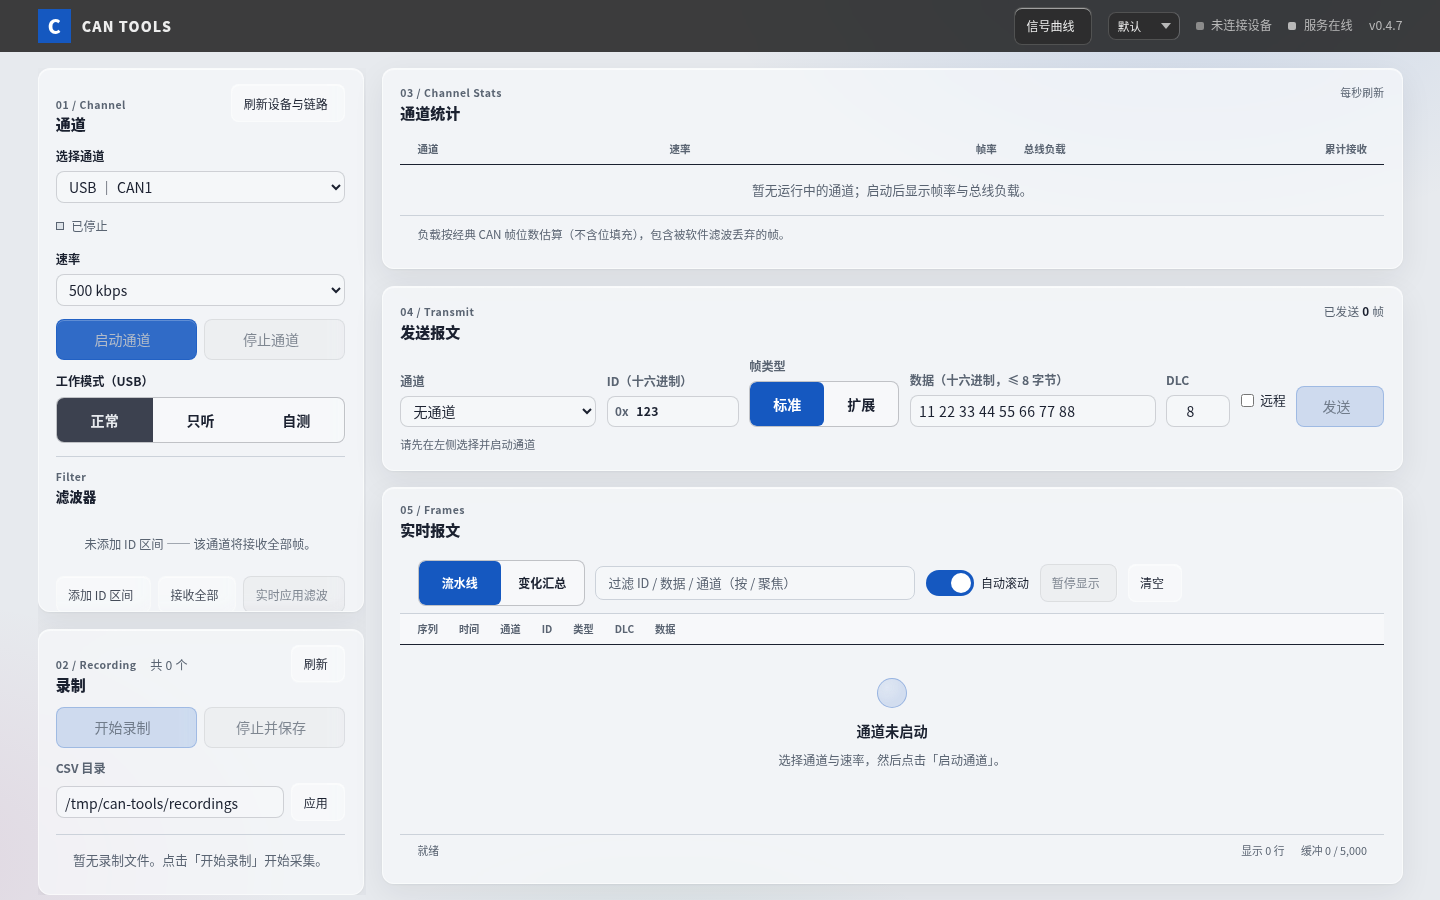 C CAN TOOLS 信号曲线 默认 未连接设备 服务在线 v0.4.7
01 / Channel
通道
刷新设备与链路
选择通道
USB | CAN1
已停止
速率
500 kbps
启动通道 停止通道
工作模式（USB）
正常 只听 自测
Filter
滤波器
未添加 ID 区间 —— 该通道将接收全部帧。
添加 ID 区间 接收全部 实时应用滤波
02 / Recording 共 0 个
录制
刷新
开始录制 停止并保存
CSV 目录
/tmp/can-tools/recordings 应用
暂无录制文件。点击「开始录制」开始采集。
03 / Channel Stats 每秒刷新
通道统计
通道 速率 帧率 总线负载 累计接收
暂无运行中的通道；启动后显示帧率与总线负载。
负载按经典 CAN 帧位数估算（不含位填充），包含被软件滤波丢弃的帧。
04 / Transmit 已发送 0 帧
发送报文
通道 ID（十六进制） 帧类型 数据（十六进制，≤ 8 字节） DLC
无通道 0x 123 标准 扩展 11 22 33 44 55 66 77 88 8 远程 发送
请先在左侧选择并启动通道
05 / Frames
实时报文
流水线 变化汇总 过滤 ID / 数据 / 通道（按 / 聚焦） 自动滚动 暂停显示 清空
序列 时间 通道 ID 类型 DLC 数据
通道未启动
选择通道与速率，然后点击「启动通道」。
就绪 显示 0 行 缓冲 0 / 5,000